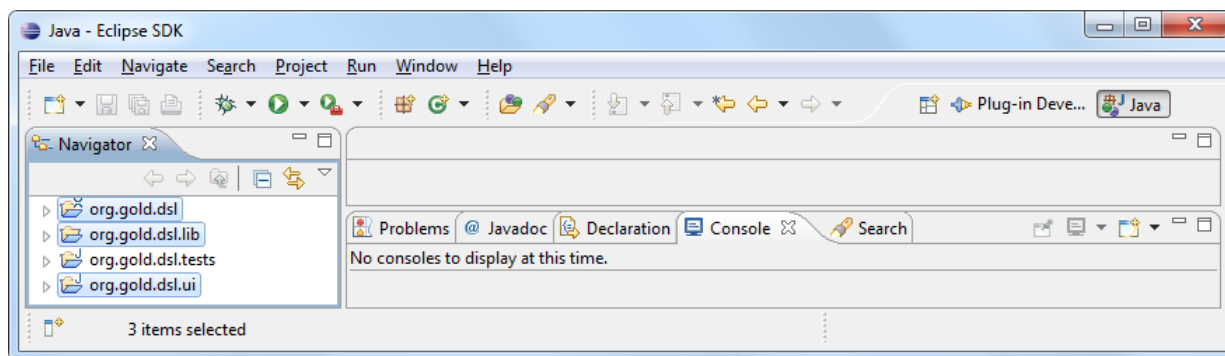 Java - Eclipse SDK
File Edit Navigate Search Project Run Window Help
Plug-in Deve... Java
Navigator
org.gold.dsl
org.gold.dsl.lib
org.gold.dsl.tests
org.gold.dsl.ui
Problems @ Javadoc Declaration Console Search
No consoles to display at this time.
3 items selected